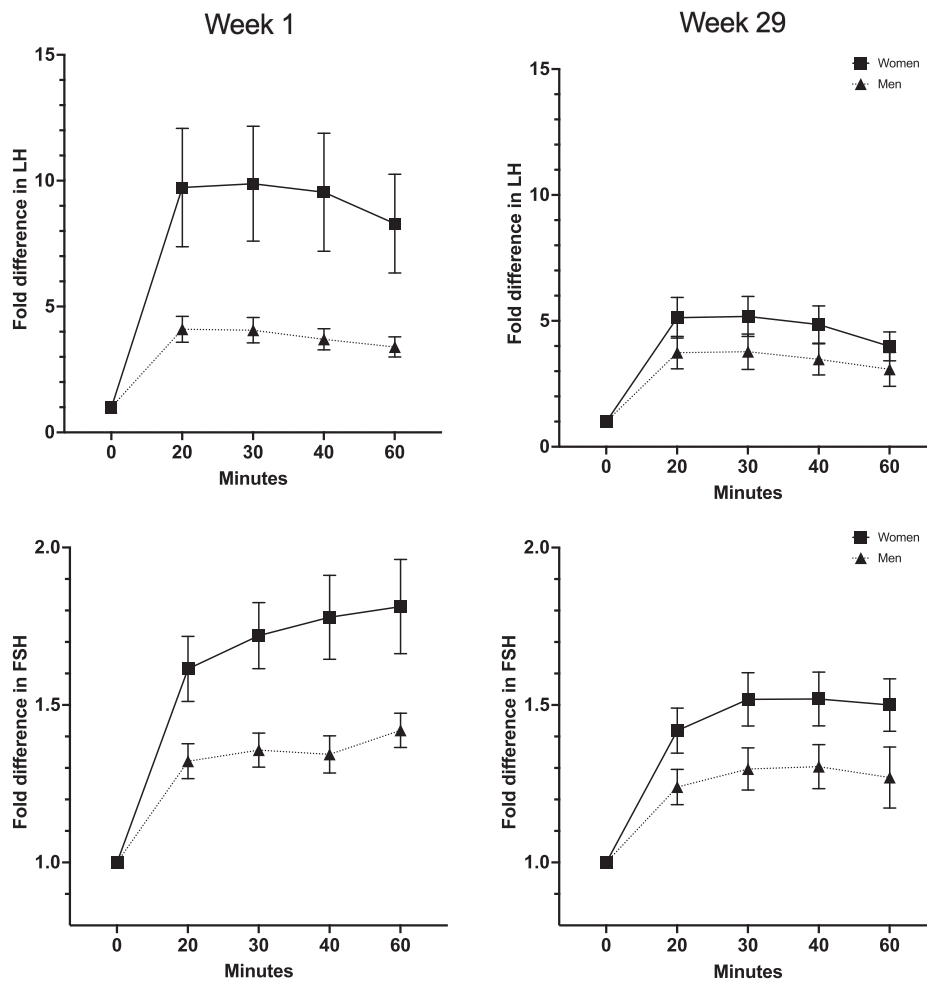 Week 1
Week 29
15
10
5
0
Fold difference in LH
0 20 30 40 60
Minutes
15
10
5
0
Fold difference in LH
Women
Men
0 20 30 40 60
Minutes
2.0
1.5
1.0
Fold difference in FSH
0 20 30 40 60
Minutes
2.0
1.5
1.0
Fold difference in FSH
Women
Men
0 20 30 40 60
Minutes